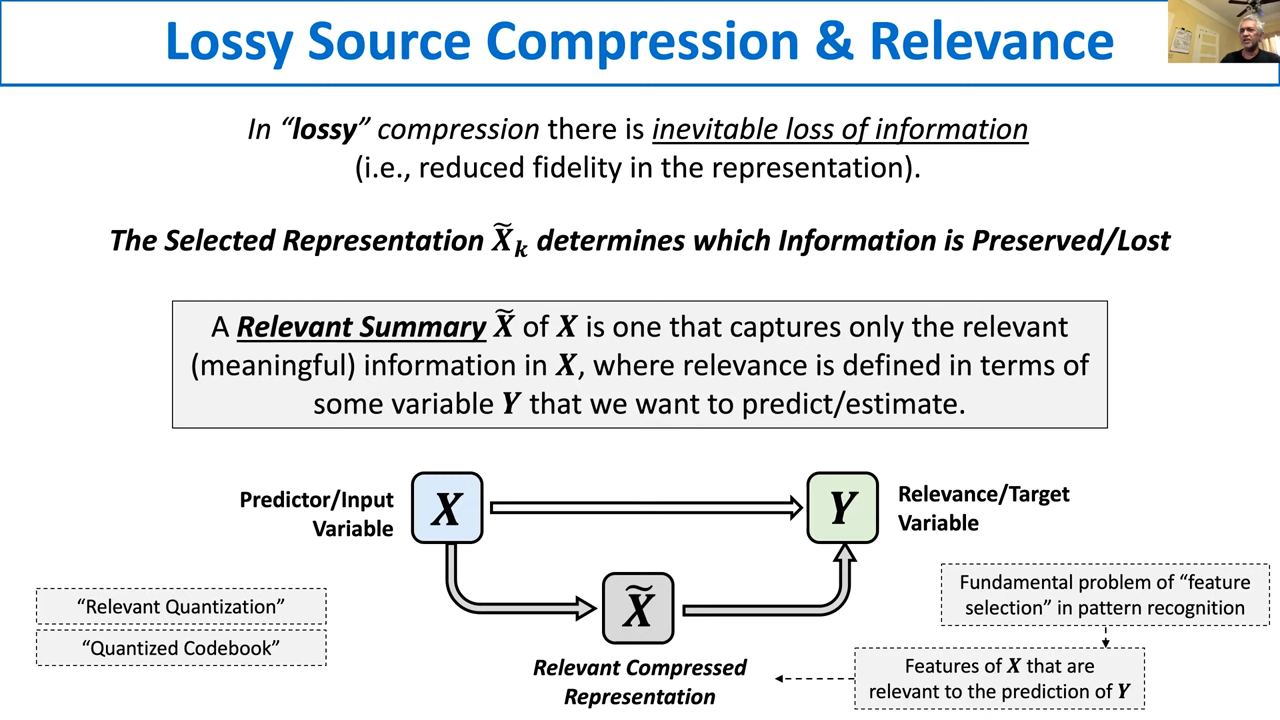 Lossy Source Compression & Relevance
In “lossy” compression there is inevitable loss of information
(i.e., reduced fidelity in the representation).
The Selected Representation X̃ₖ determines which Information is Preserved/Lost
A Relevant Summary X̃ of X is one that captures only the relevant
(meaningful) information in X, where relevance is defined in terms of
some variable Y that we want to predict/estimate.
Predictor/Input
Variable
X
Y
Relevance/Target
Variable
X̃
Relevant Compressed
Representation
“Relevant Quantization”
“Quantized Codebook”
Fundamental problem of “feature
selection” in pattern recognition
Features of X that are
relevant to the prediction of Y